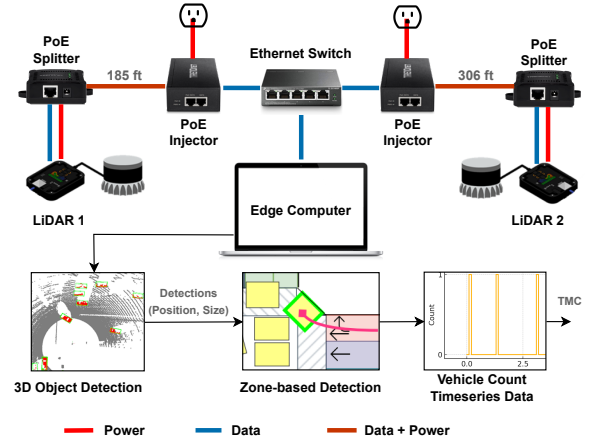 PoE
Splitter
185 ft
PoE
Injector
Ethernet Switch
PoE
Injector
306 ft
PoE
Splitter
LiDAR 1
Edge Computer
LiDAR 2
3D Object Detection
Detections
(Position, Size)
Zone-based Detection
Count
1
0
0.0
2.5
Vehicle Count
Timeseries Data
TMC
Power
Data
Data + Power